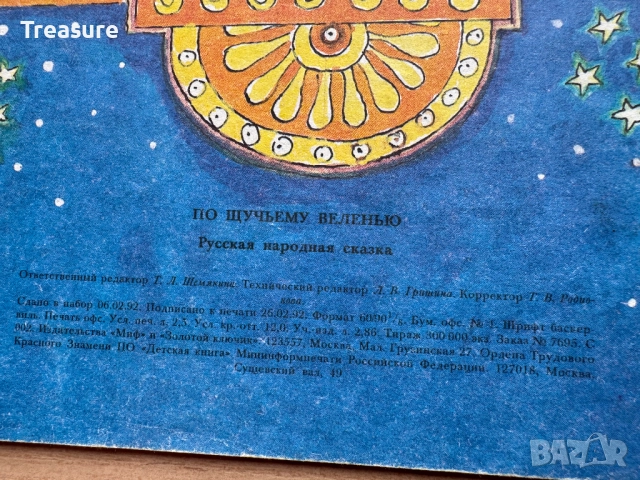 Treasure
ПО ЩУЧЬЕМУ ВЕЛЕНЬЮ
Русская народная сказка
Ответственный редактор Т. Л. Шемякина. Технический редактор Л. В. Гришина. Корректор Т. В.
Сдано в набор 06.02.92. Подписано к печати 26.02.92. Формат Бум. офс. № 1. Шрифт баскер-
виль. Печать офс. Усл. печ. л. 2,5. Усл. кр. отт. 12,0. Уч. изд. л. 2,86. Тираж 300 000 экз. Заказ № 7695. С
002. Издательства «Миф» и «Золотой ключик» 123557, Москва, Мал. Грузинская 27. Ордена Трудового
Красного Знамени ПО «Детская книга» Мининформпечати Российской Федерации. 127018, Москва,
Сущевский вал, 49
BAZAR